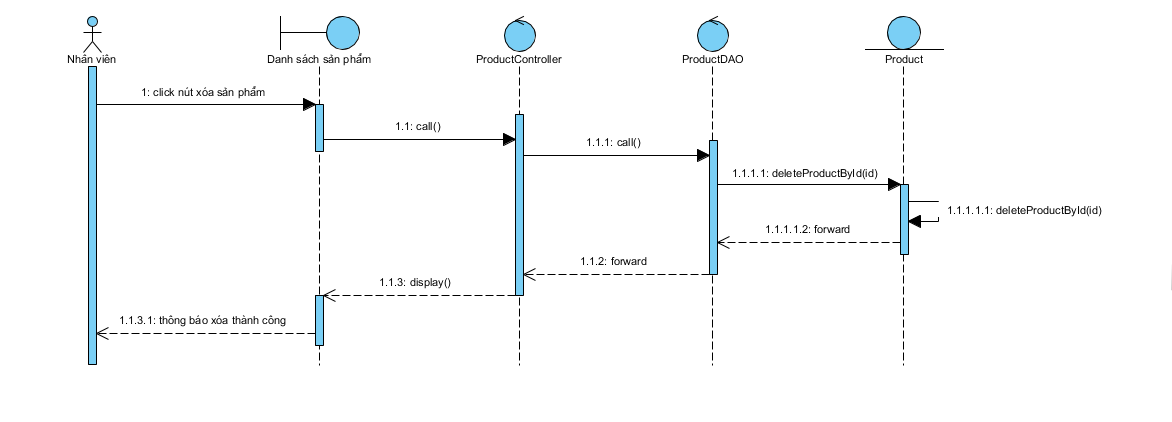 Nhân viên
Danh sách sản phẩm
ProductController
ProductDAO
Product
1: click nút xóa sản phẩm
1.1: call()
1.1.1: call()
1.1.1.1: deleteProductById(id)
1.1.1.1.1: deleteProductById(id)
1.1.1.1.2: forward
1.1.2: forward
1.1.3: display()
1.1.3.1: thông báo xóa thành công